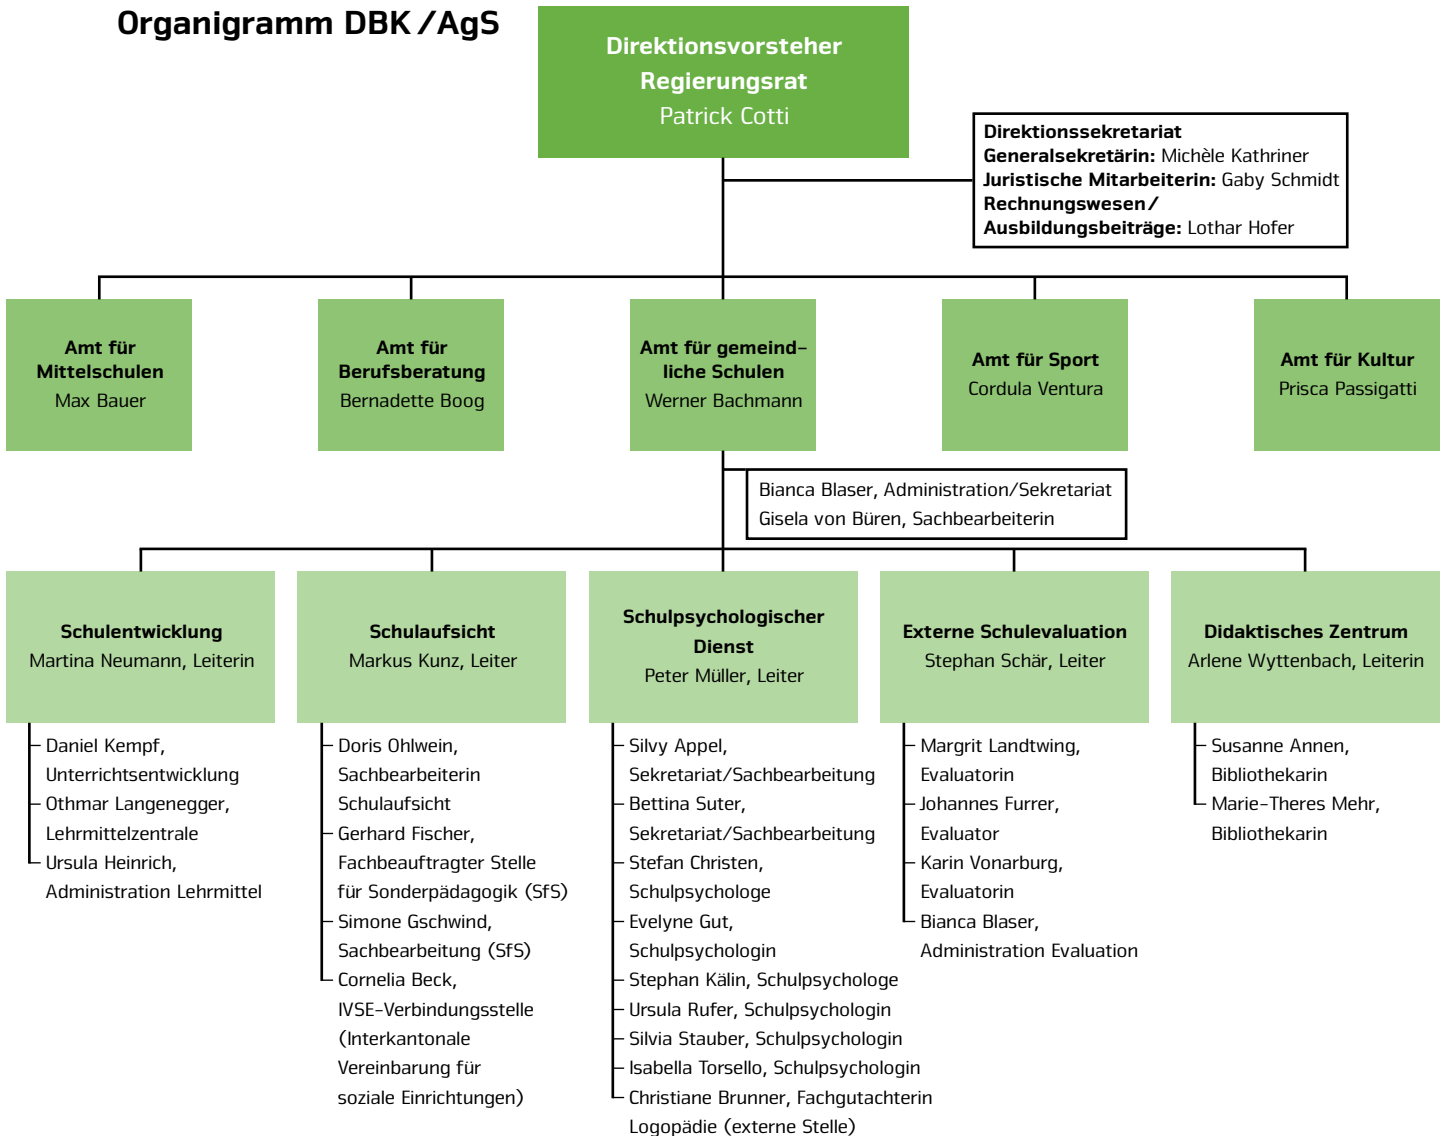 Organigramm DBK/AgS
Direktionsvorsteher
Regierungsrat
Patrick Cotti
Direktionssekretariat
Generalsekretärin: Michèle Kathriner
Juristische Mitarbeiterin: Gaby Schmidt
Rechnungswesen/
Ausbildungsbeiträge: Lothar Hofer
Amt für
Mittelschulen
Max Bauer
Amt für
Berufsberatung
Bernadette Boog
Amt für gemeind-
liche Schulen
Werner Bachmann
Amt für Sport
Cordula Ventura
Amt für Kultur
Prisca Passigatti
Bianca Blaser, Administration/Sekretariat
Gisela von Büren, Sachbearbeiterin
Schulentwicklung
Martina Neumann, Leiterin
Daniel Kempf,
Unterrichtsentwicklung
Othmar Langenegger,
Lehrmittelzentrale
Ursula Heinrich,
Administration Lehrmittel
Schulaufsicht
Markus Kunz, Leiter
Doris Ohlwein,
Sachbearbeiterin
Schulaufsicht
Gerhard Fischer,
Fachbeauftragter Stelle
für Sonderpädagogik (SfS)
Simone Gschwind,
Sachbearbeitung (SfS)
Cornelia Beck,
IVSE-Verbindungsstelle
(Interkantonale
Vereinbarung für
soziale Einrichtungen)
Schulpsychologischer
Dienst
Peter Müller, Leiter
Silvy Appel,
Sekretariat/Sachbearbeitung
Bettina Suter,
Sekretariat/Sachbearbeitung
Stefan Christen,
Schulpsychologe
Evelyne Gut,
Schulpsychologin
Stephan Kälin, Schulpsychologe
Ursula Rufer, Schulpsychologin
Silvia Stauber, Schulpsychologin
Isabella Torsello, Schulpsychologin
Christiane Brunner, Fachgutachterin
Logopädie (externe Stelle)
Externe Schulevaluation
Stephan Schär, Leiter
Margrit Landtwing,
Evaluatorin
Johannes Furrer,
Evaluator
Karin Vonarburg,
Evaluatorin
Bianca Blaser,
Administration Evaluation
Didaktisches Zentrum
Arlene Wyttenbach, Leiterin
Susanne Annen,
Bibliothekarin
Marie-Theres Mehr,
Bibliothekarin